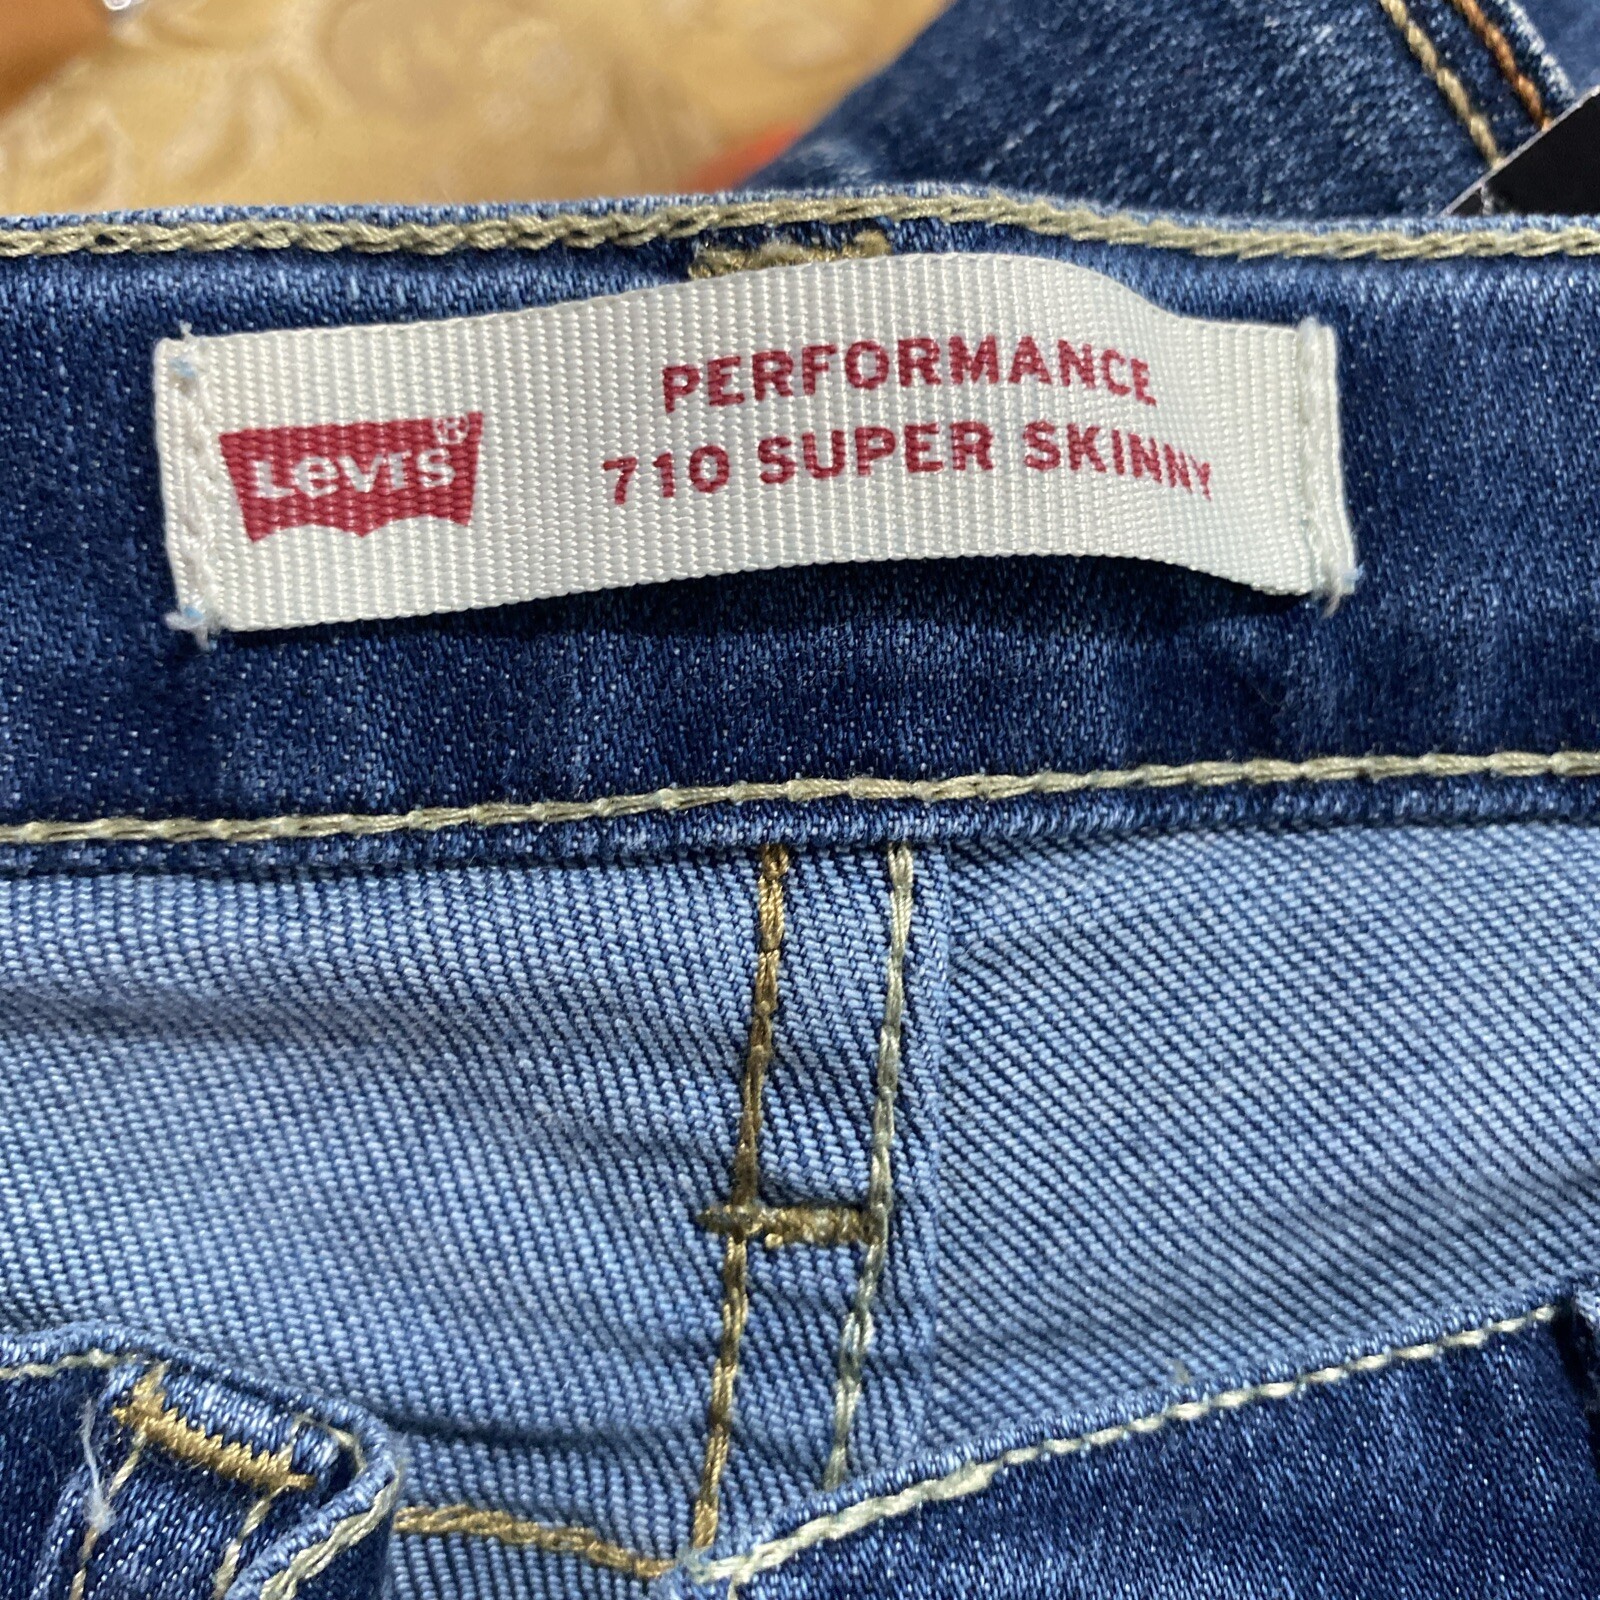 Levi's®
PERFORMANCE
710 SUPER SKINNY